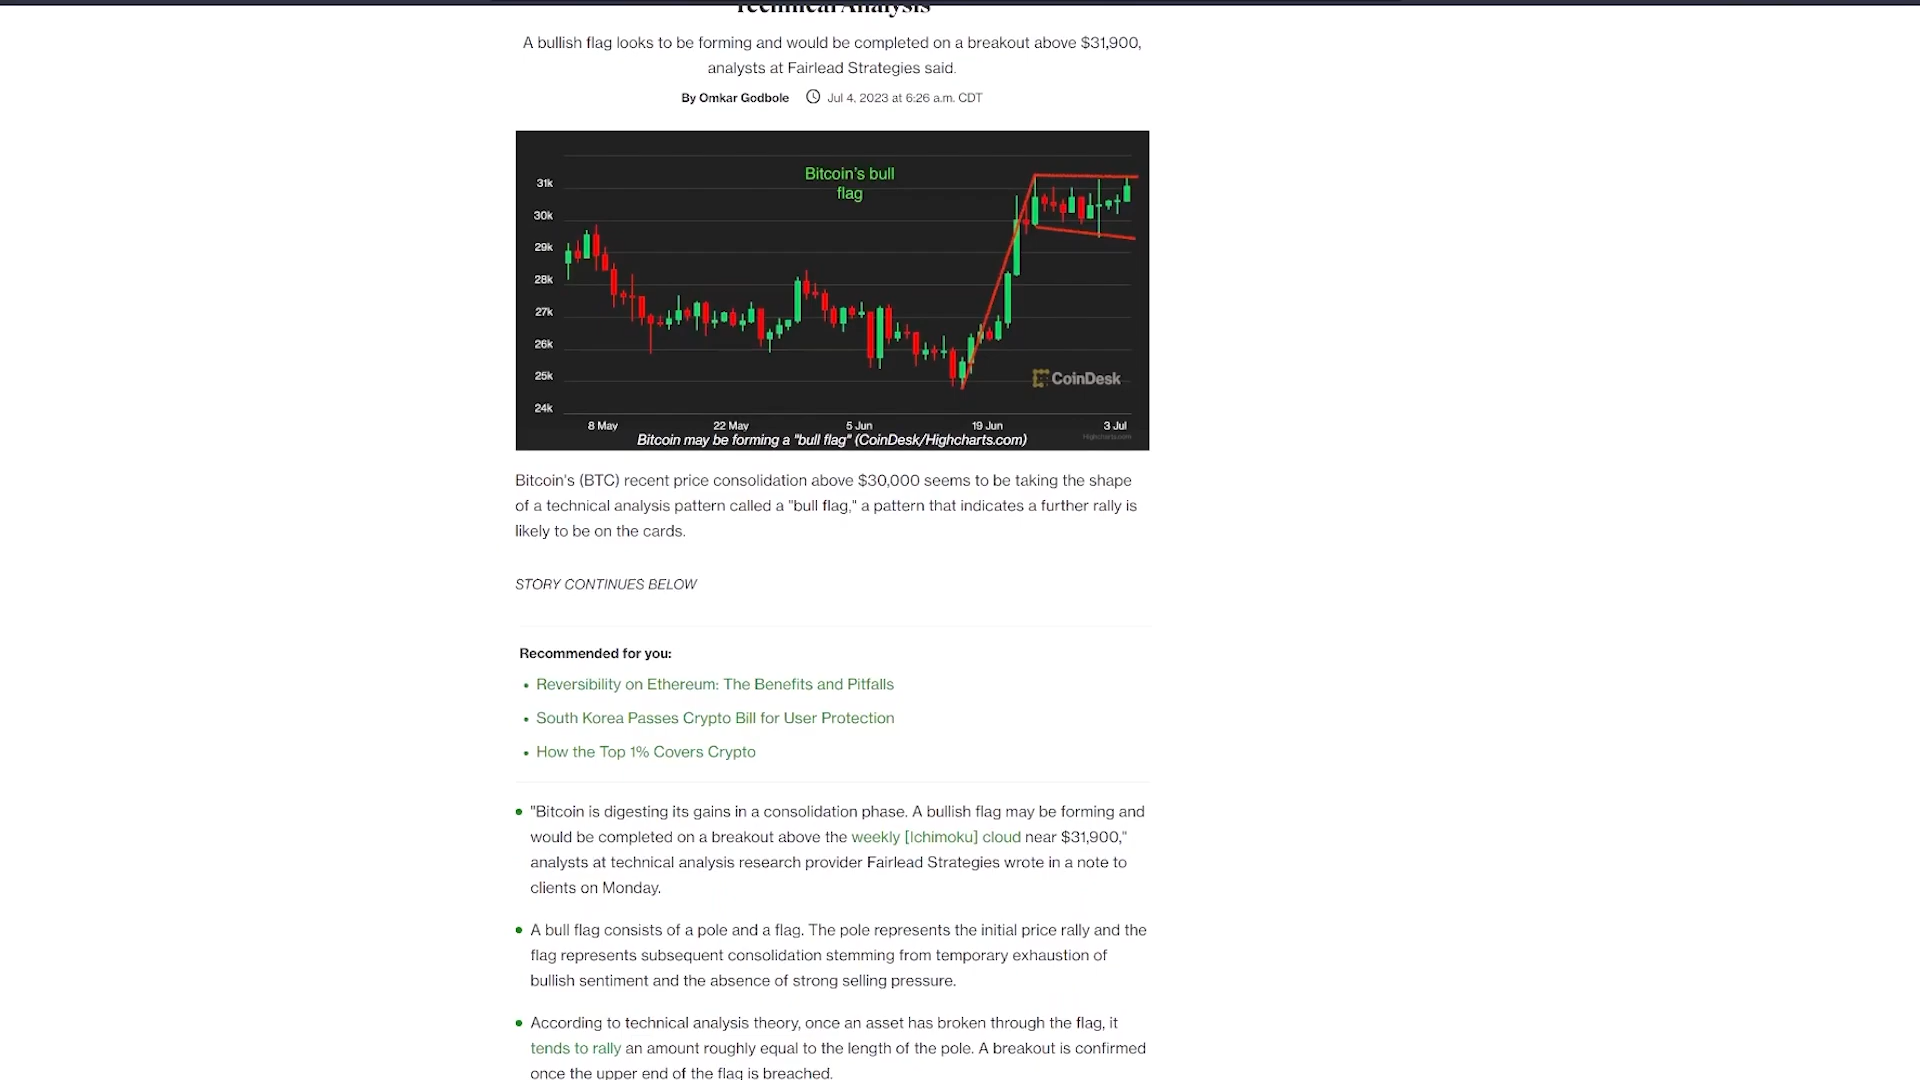 Technical Analysis
A bullish flag looks to be forming and would be completed on a breakout above $31,900,
analysts at Fairlead Strategies said.
By Omkar Godbole Jul 4, 2023 at 6:26 a.m. CDT
Bitcoin's bull
flag
31k
30k
29k
28k
27k
26k
25k
24k
CoinDesk
8 May 22 May 5 Jun 19 Jun 3 Jul
Highcharts.com
Bitcoin may be forming a "bull flag" (CoinDesk/Highcharts.com)
Bitcoin's (BTC) recent price consolidation above $30,000 seems to be taking the shape
of a technical analysis pattern called a "bull flag," a pattern that indicates a further rally is
likely to be on the cards.
STORY CONTINUES BELOW
Recommended for you:
• Reversibility on Ethereum: The Benefits and Pitfalls
• South Korea Passes Crypto Bill for User Protection
• How the Top 1% Covers Crypto
• "Bitcoin is digesting its gains in a consolidation phase. A bullish flag may be forming and
would be completed on a breakout above the weekly [Ichimoku] cloud near $31,900,"
analysts at technical analysis research provider Fairlead Strategies wrote in a note to
clients on Monday.
• A bull flag consists of a pole and a flag. The pole represents the initial price rally and the
flag represents subsequent consolidation stemming from temporary exhaustion of
bullish sentiment and the absence of strong selling pressure.
• According to technical analysis theory, once an asset has broken through the flag, it
tends to rally an amount roughly equal to the length of the pole. A breakout is confirmed
once the upper end of the flag is breached.